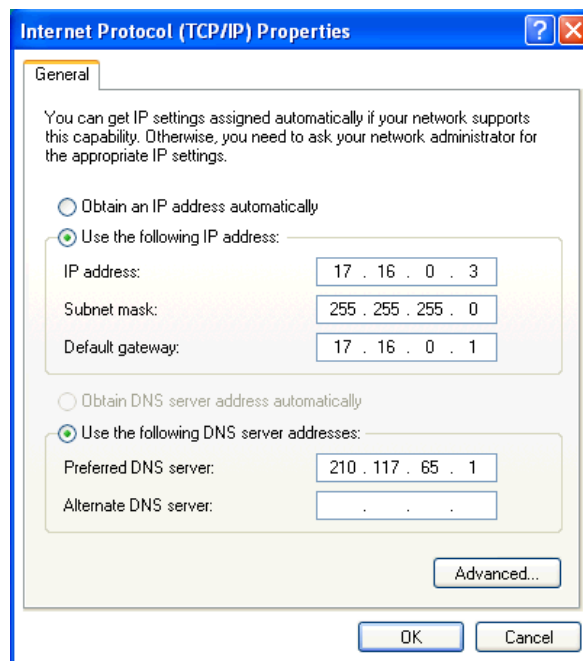 Internet Protocol (TCP/IP) Properties
General
You can get IP settings assigned automatically if your network supports
this capability. Otherwise, you need to ask your network administrator for
the appropriate IP settings.
Obtain an IP address automatically
Use the following IP address:
IP address: 17 . 16 . 0 . 3
Subnet mask: 255 . 255 . 255 . 0
Default gateway: 17 . 16 . 0 . 1
Obtain DNS server address automatically
Use the following DNS server addresses:
Preferred DNS server: 210 . 117 . 65 . 1
Alternate DNS server: . . .
Advanced...
OK Cancel